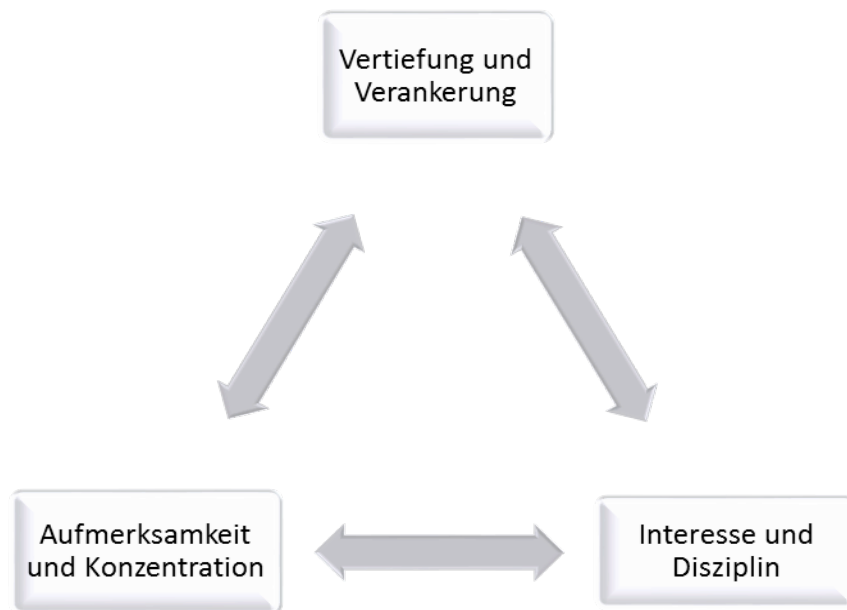 Vertiefung und
Verankerung
Aufmerksamkeit
und Konzentration
Interesse und
Disziplin